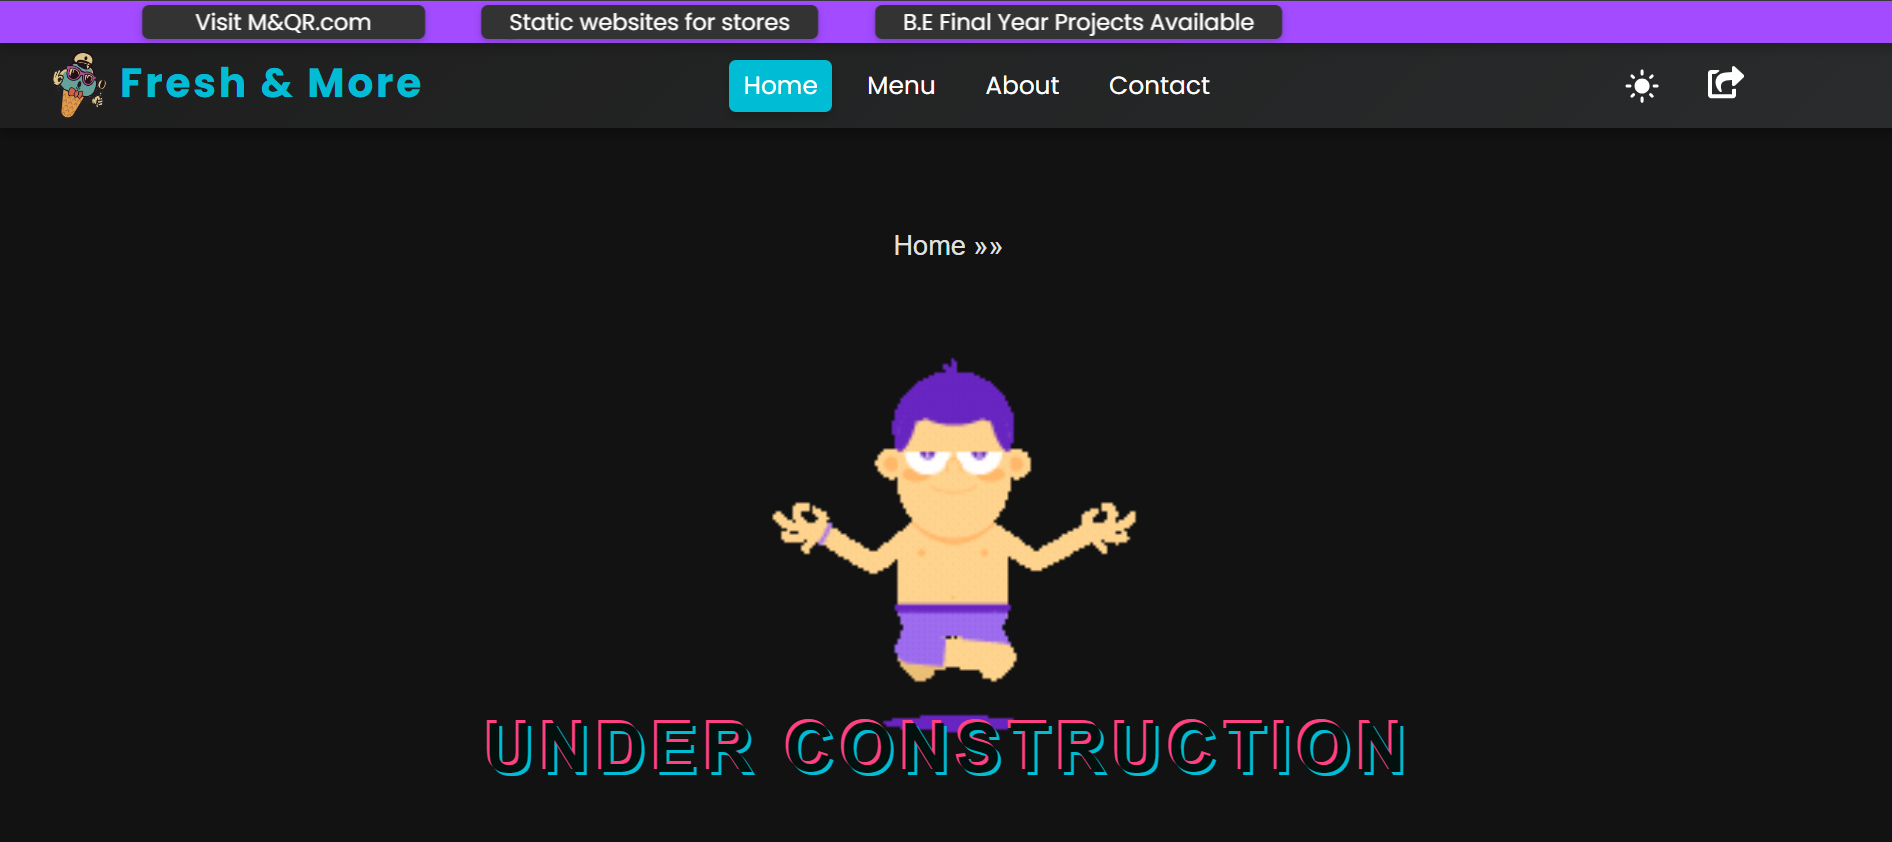 Visit M&QR.com Static websites for stores B.E Final Year Projects Available
Fresh & More Home Menu About Contact
Home »»
UNDER CONSTRUCTION